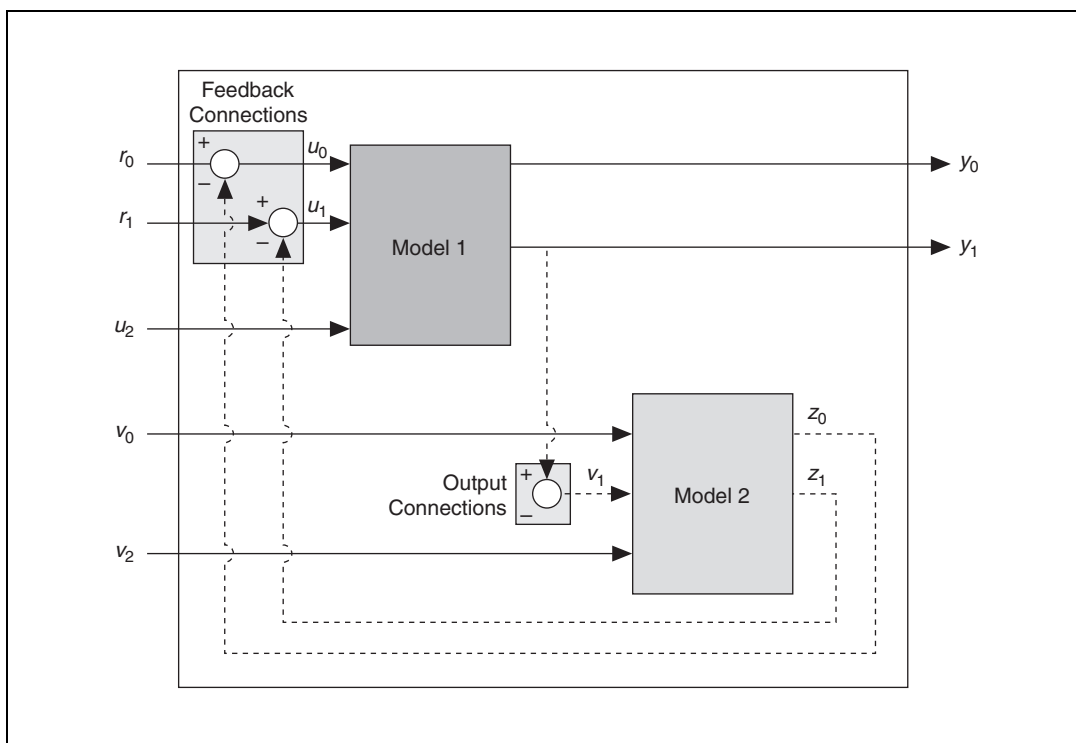 Feedback
Connections
+
r0
u0
y0
−
+
r1
u1
−
Model 1
y1
u2
v0
z0
+
v1
z1
Output
Connections
Model 2
−
v2